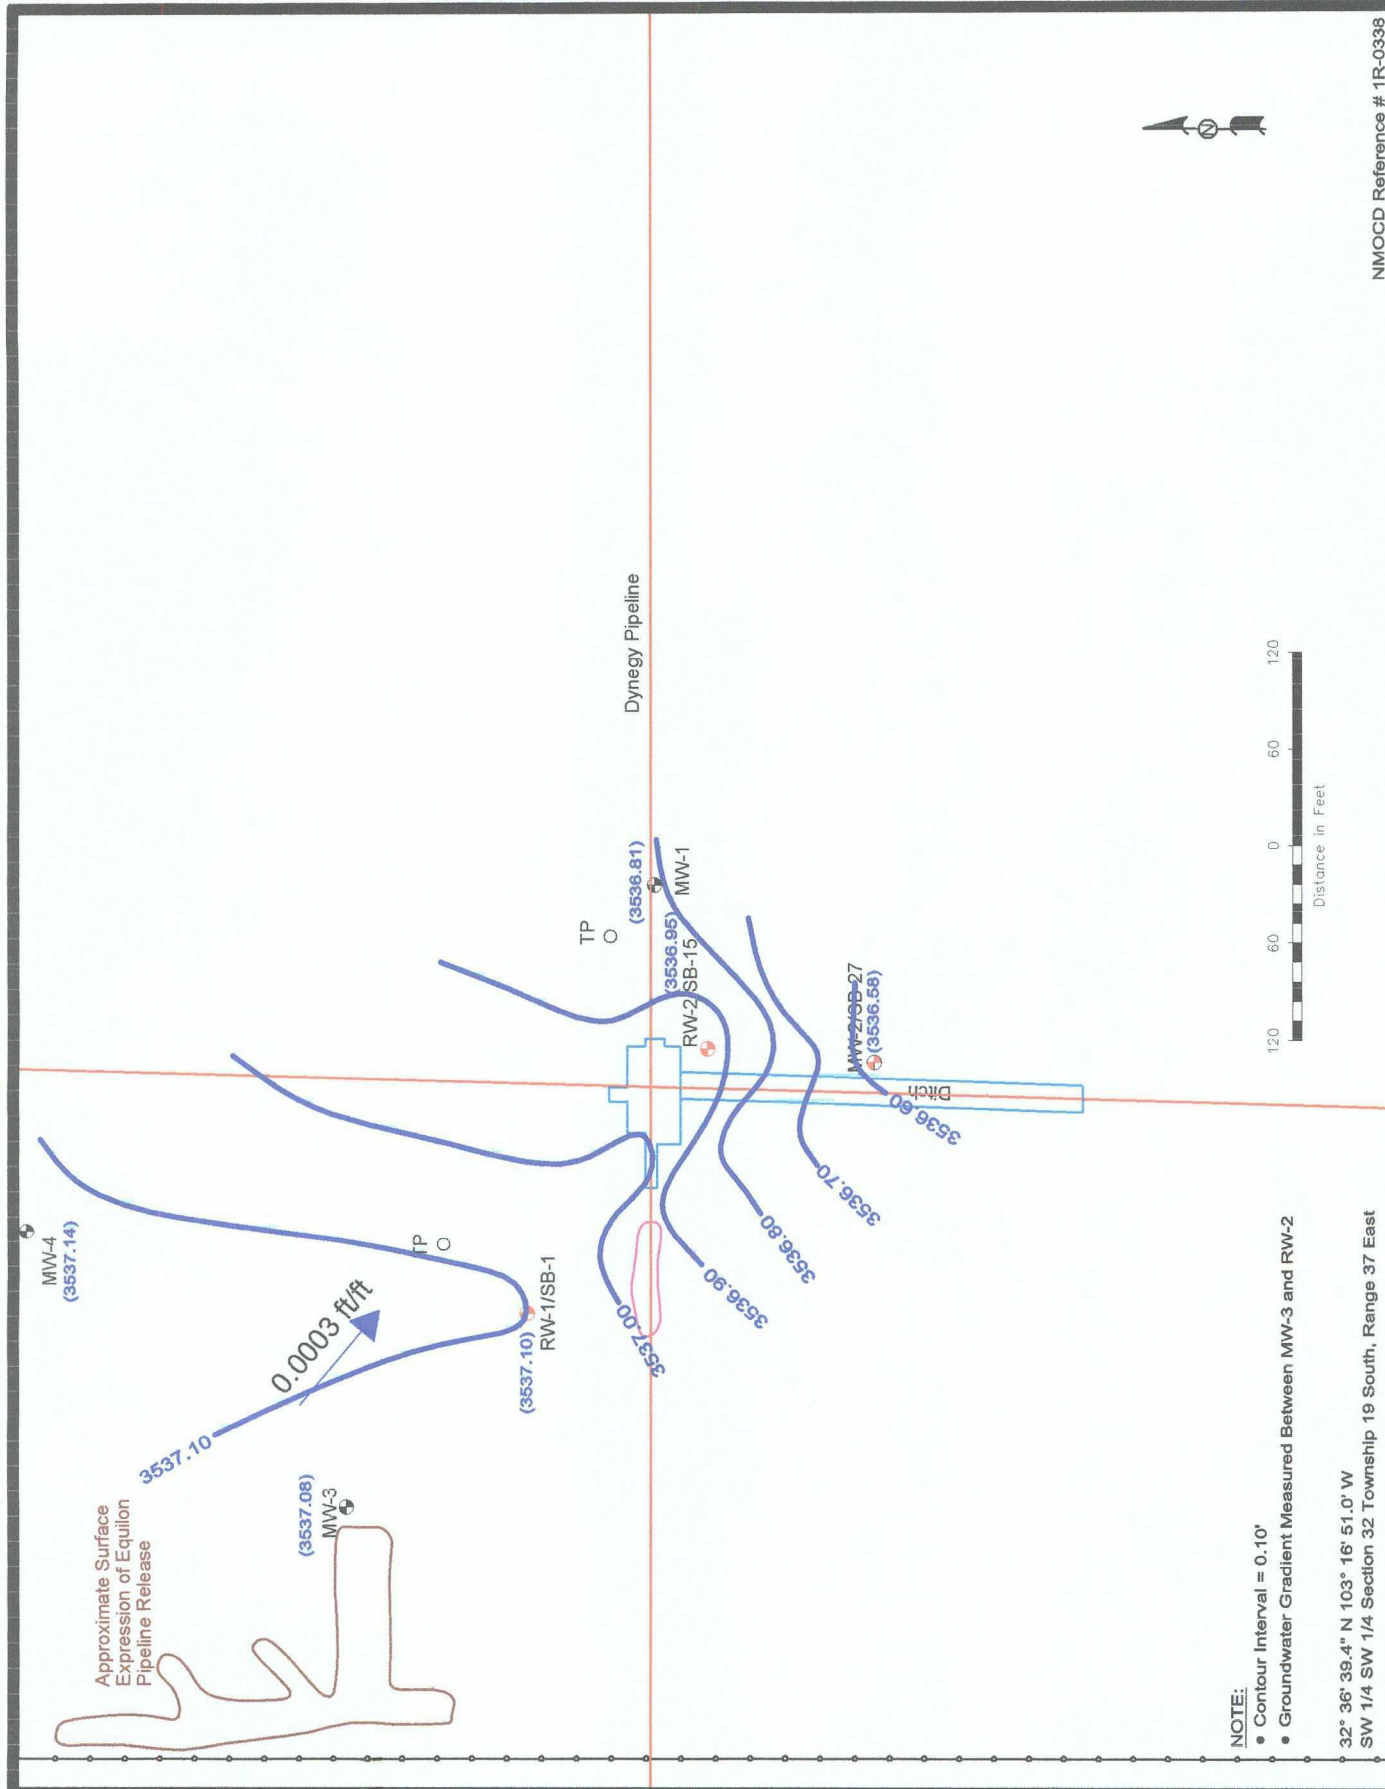 Approximate Surface
Expression of Equilon
Pipeline Release
MW-4
(3537.14)
3537.10
0.0003 ft/ft
TP
(3537.08)
MW-3
(3537.10)
RW-1/SB-1
TP
(3536.81)
MW-1
Dynegy Pipeline
(3536.95)
RW-2/SB-15
3537.00
3536.90
3536.80
3536.70
3536.60
MW-2/SB-27
(3536.58)
Ditch
N
120 60 0 60 120
Distance in Feet
NOTE:
• Contour Interval = 0.10'
• Groundwater Gradient Measured Between MW-3 and RW-2
32° 36' 39.4" N 103° 16' 51.0' W
SW 1/4 SW 1/4 Section 32 Township 19 South, Range 37 East
NMOCD Reference # 1R-0338